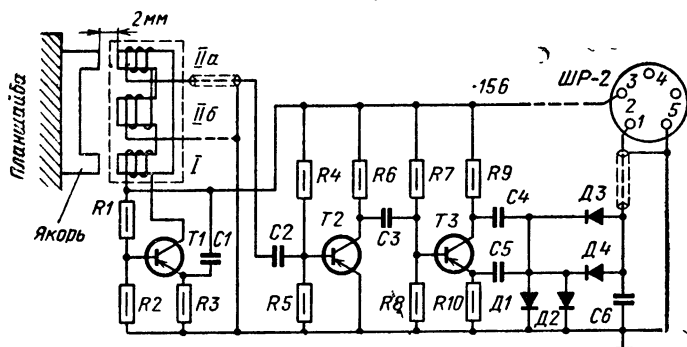 2мм
Планшайба
Якорь
IIа
IIб
I
-15б
ШР-2
3
4
2
5
1
R1
R4
R6
R7
R9
C4
Д3
T1
C1
C2
T2
C3
T3
C5
Д4
R2
R3
R5
R8
R10
Д1
Д2
C6